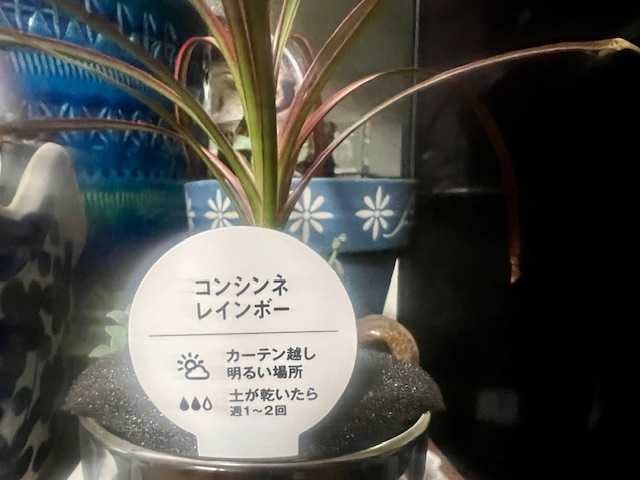 コンシンネ
レインボー
カーテン越し
明るい場所
土が乾いたら
週1~2回